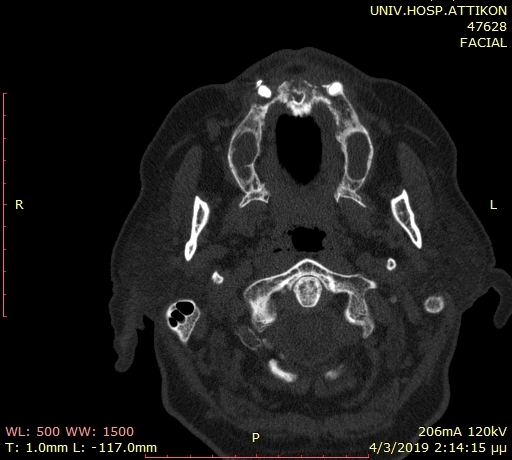 UNIV.HOSP.ATTIKON
47628
FACIAL
R
L
WL: 500 WW: 1500
T: 1.0mm L: -117.0mm
P
206mA 120kV
4/3/2019 2:14:15 μμ